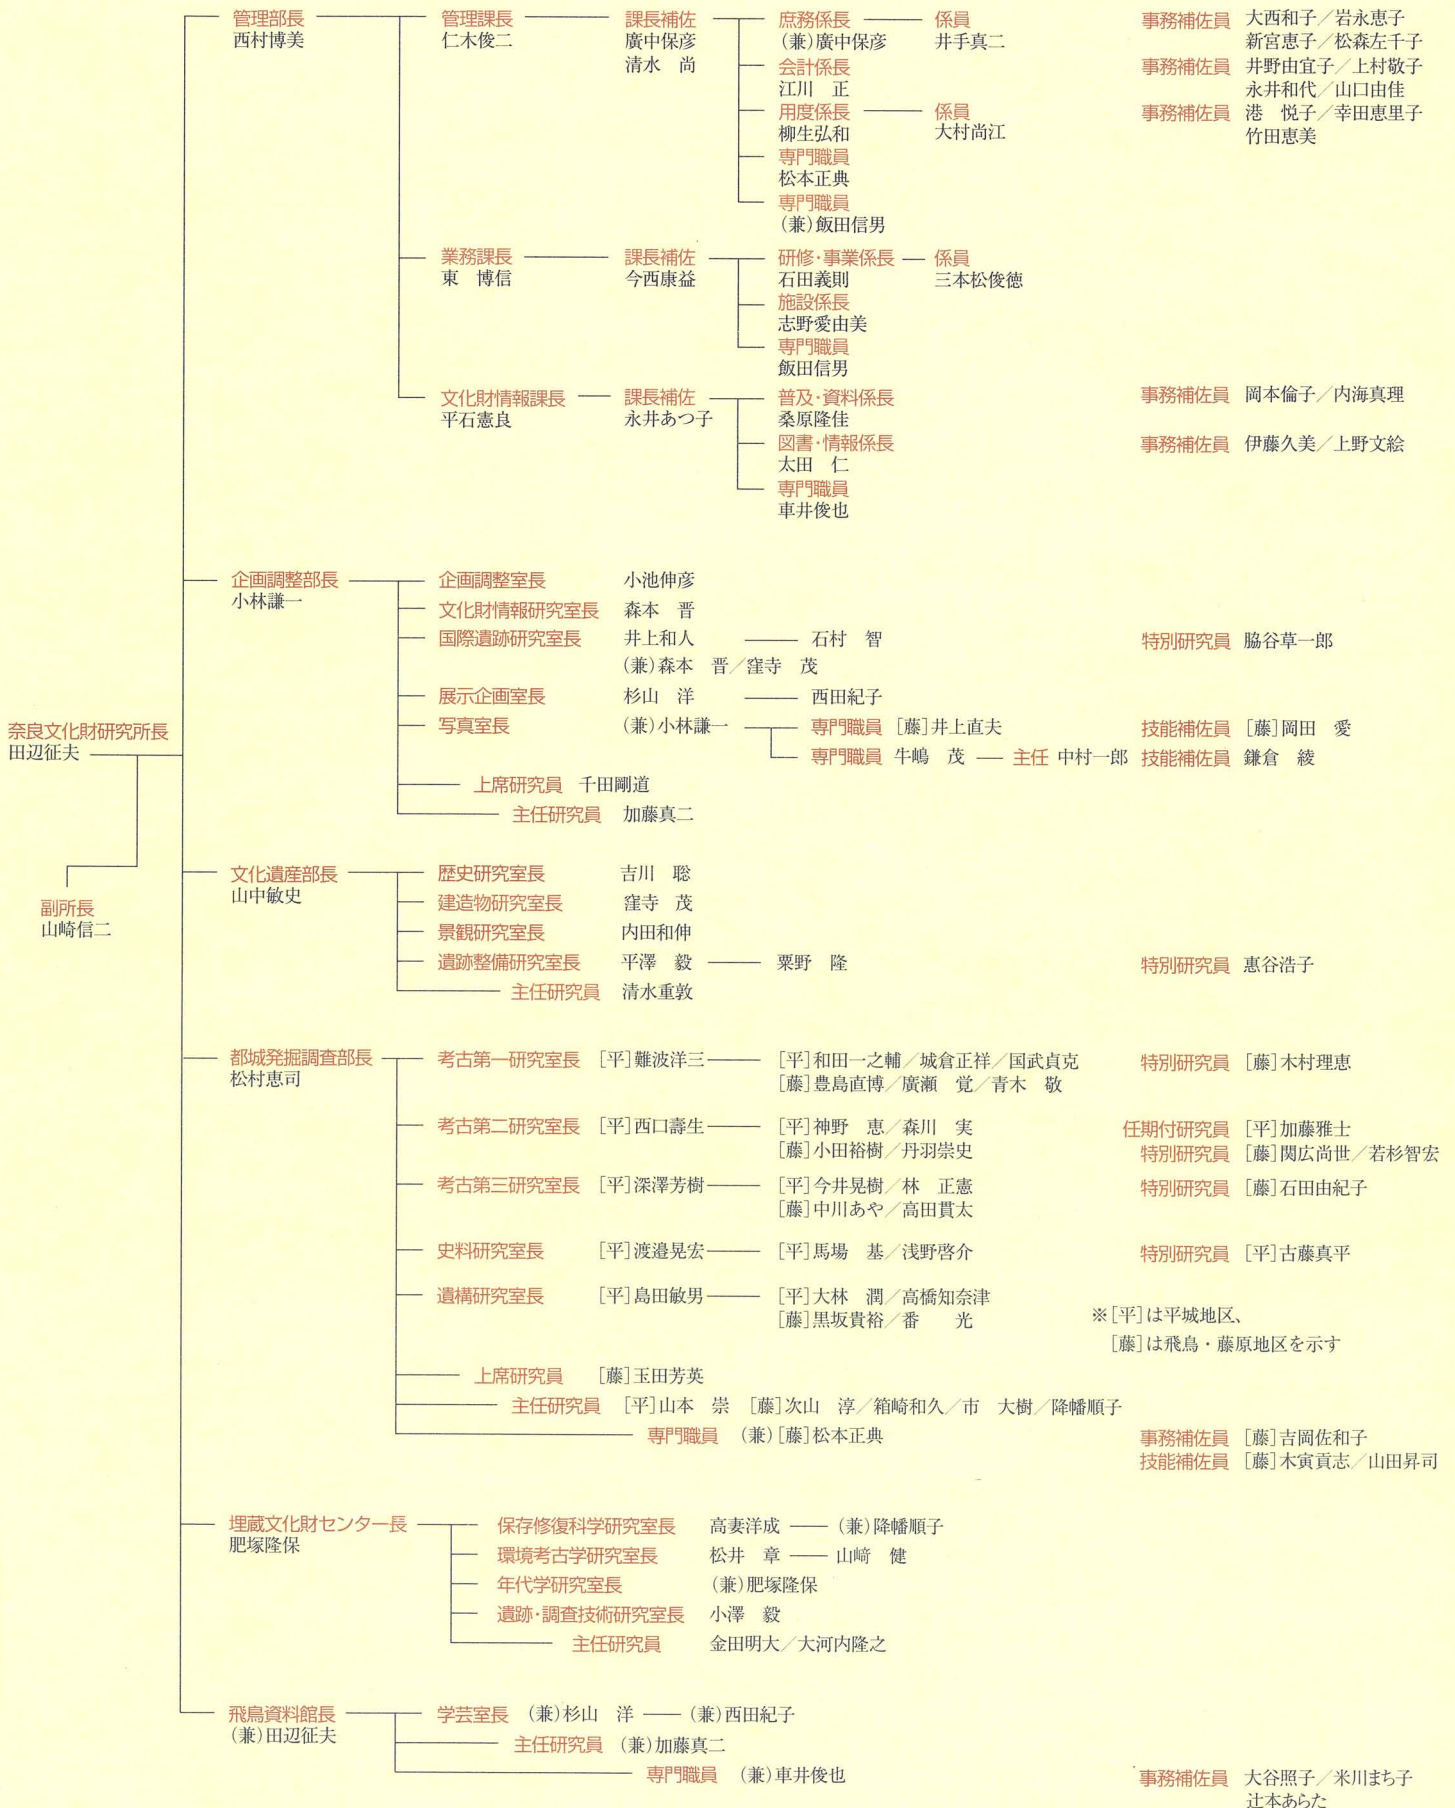 管理部長 管理課長 課長補佐 庶務係長 係員 事務補佐員 大西和子／岩永恵子
西村博美 仁木俊二 廣中保彦 (兼)廣中保彦 井手真二 新宮恵子／松森左千子
清水　尚 会計係長 事務補佐員 井野由宜子／上村敬子
江川　正 永井和代／山口由佳
用度係長 係員 事務補佐員 港　悦子／幸田恵里子
柳生弘和 大村尚江 竹田恵美
専門職員
松本正典
専門職員
(兼)飯田信男
業務課長 課長補佐 研修・事業係長 係員
東　博信 今西康益 石田義則 三本松俊徳
施設係長
志野愛由美
専門職員
飯田信男
文化財情報課長 課長補佐 普及・資料係長 事務補佐員 岡本倫子／内海真理
平石憲良 永井あつ子 桑原隆佳
図書・情報係長 事務補佐員 伊藤久美／上野文絵
太田　仁
専門職員
車井俊也
企画調整部長 企画調整室長 小池伸彦
小林謙一
文化財情報研究室長 森本　晋
国際遺跡研究室長 井上和人 石村　智 特別研究員 脇谷草一郎
(兼)森本　晋／窪寺　茂
展示企画室長 杉山　洋 西田紀子
写真室長 (兼)小林謙一 専門職員 [藤]井上直夫 技能補佐員 [藤]岡田　愛
専門職員 牛嶋　茂 主任 中村一郎 技能補佐員 鎌倉　綾
上席研究員 千田剛道
主任研究員 加藤真二
奈良文化財研究所長
田辺征夫
副所長
山崎信二
文化遺産部長 歴史研究室長 吉川　聡
山中敏史
建造物研究室長 窪寺　茂
景観研究室長 内田和伸
遺跡整備研究室長 平澤　毅 粟野　隆 特別研究員 恵谷浩子
主任研究員 清水重敦
都城発掘調査部長 考古第一研究室長 [平]難波洋三 [平]和田一之輔／城倉正祥／国武貞克 特別研究員 [藤]木村理恵
松村恵司 [藤]豊島直博／廣瀬　覚／青木　敬
考古第二研究室長 [平]西口壽生 [平]神野　恵／森川　実 任期付研究員 [平]加藤雅士
[藤]小田裕樹／丹羽崇史 特別研究員 [藤]関広尚世／若杉智宏
考古第三研究室長 [平]深澤芳樹 [平]今井晃樹／林　正憲 特別研究員 [藤]石田由紀子
[藤]中川あや／高田貫太
史料研究室長 [平]渡邉晃宏 [平]馬場　基／浅野啓介 特別研究員 [平]古藤真平
遺構研究室長 [平]島田敏男 [平]大林　潤／高橋知奈津
[藤]黒坂貴裕／番　　光
※[平]は平城地区、
[藤]は飛鳥・藤原地区を示す
上席研究員 [藤]玉田芳英
主任研究員 [平]山本　崇 [藤]次山　淳／箱崎和久／市　大樹／降幡順子
専門職員 (兼)[藤]松本正典 事務補佐員 [藤]吉岡佐和子
技能補佐員 [藤]木寅貢志／山田昇司
埋蔵文化財センター長 保存修復科学研究室長 高妻洋成 (兼)降幡順子
肥塚隆保
環境考古学研究室長 松井　章 山﨑　健
年代学研究室長 (兼)肥塚隆保
遺跡・調査技術研究室長 小澤　毅
主任研究員 金田明大／大河内隆之
飛鳥資料館長 学芸室長 (兼)杉山　洋 (兼)西田紀子
(兼)田辺征夫
主任研究員 (兼)加藤真二
専門職員 (兼)車井俊也 事務補佐員 大谷照子／米川まち子
辻本あらた